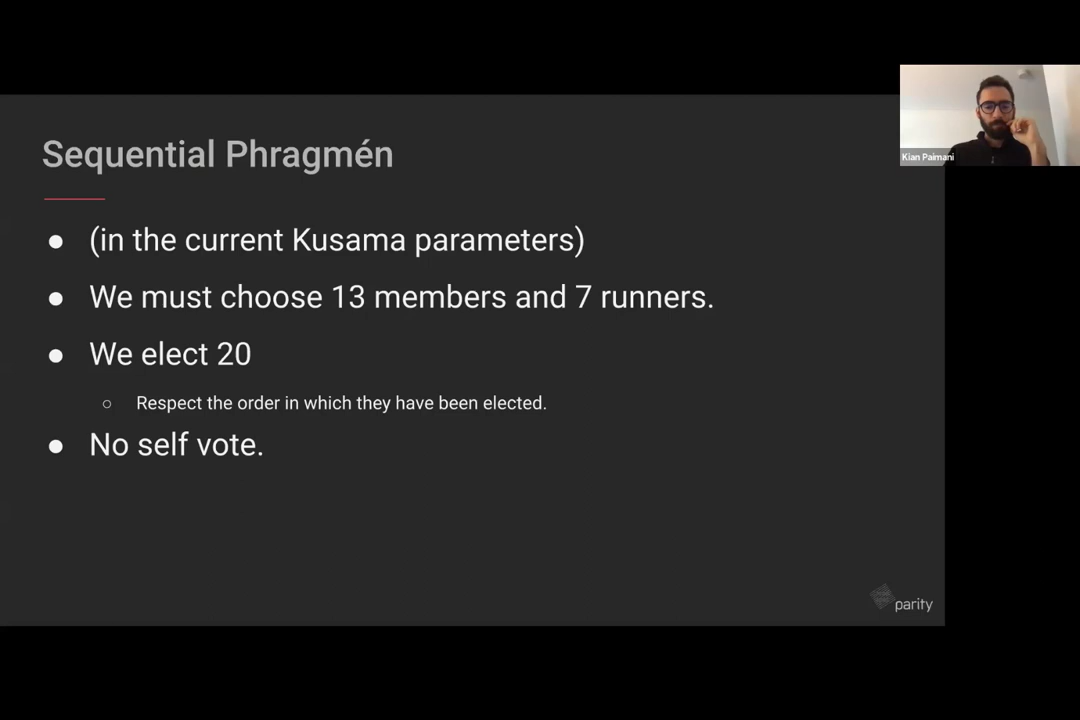 Sequential Phragmén
(in the current Kusama parameters)
We must choose 13 members and 7 runners.
We elect 20
Respect the order in which they have been elected.
No self vote.
Kian Paimani
parity